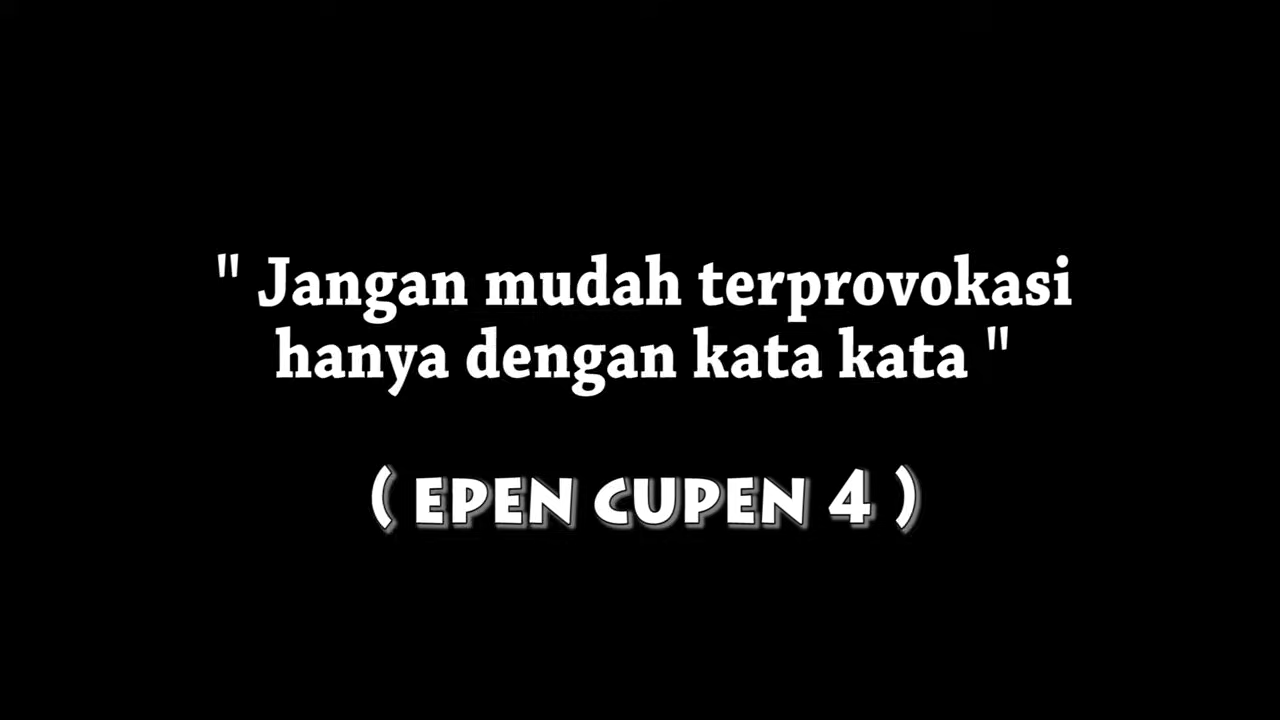 " Jangan mudah terprovokasi
hanya dengan kata kata "
( EPEN CUPEN 4 )